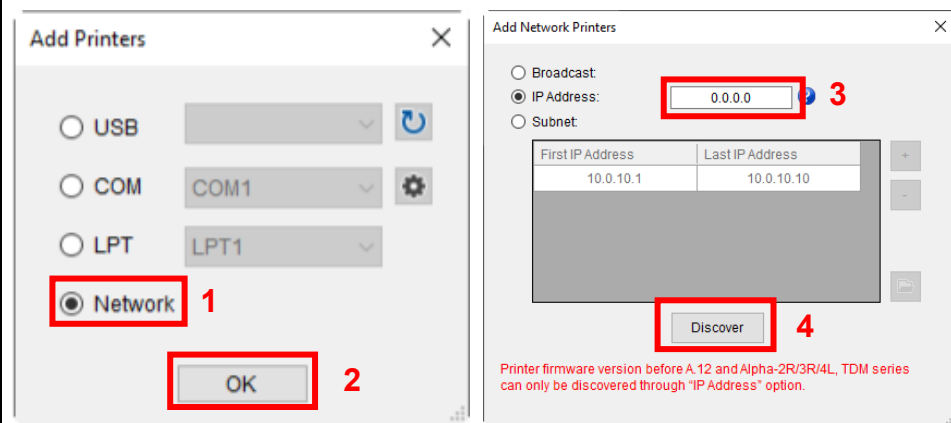 Add Printers
USB
COM COM1
LPT LPT1
Network 1
OK 2
Add Network Printers
Broadcast:
IP Address: 0.0.0.0 ? 3
Subnet:
First IP Address Last IP Address
10.0.10.1 10.0.10.10
+
-
Discover 4
Printer firmware version before A.12 and Alpha-2R/3R/4L, TDM series
can only be discovered through “IP Address” option.